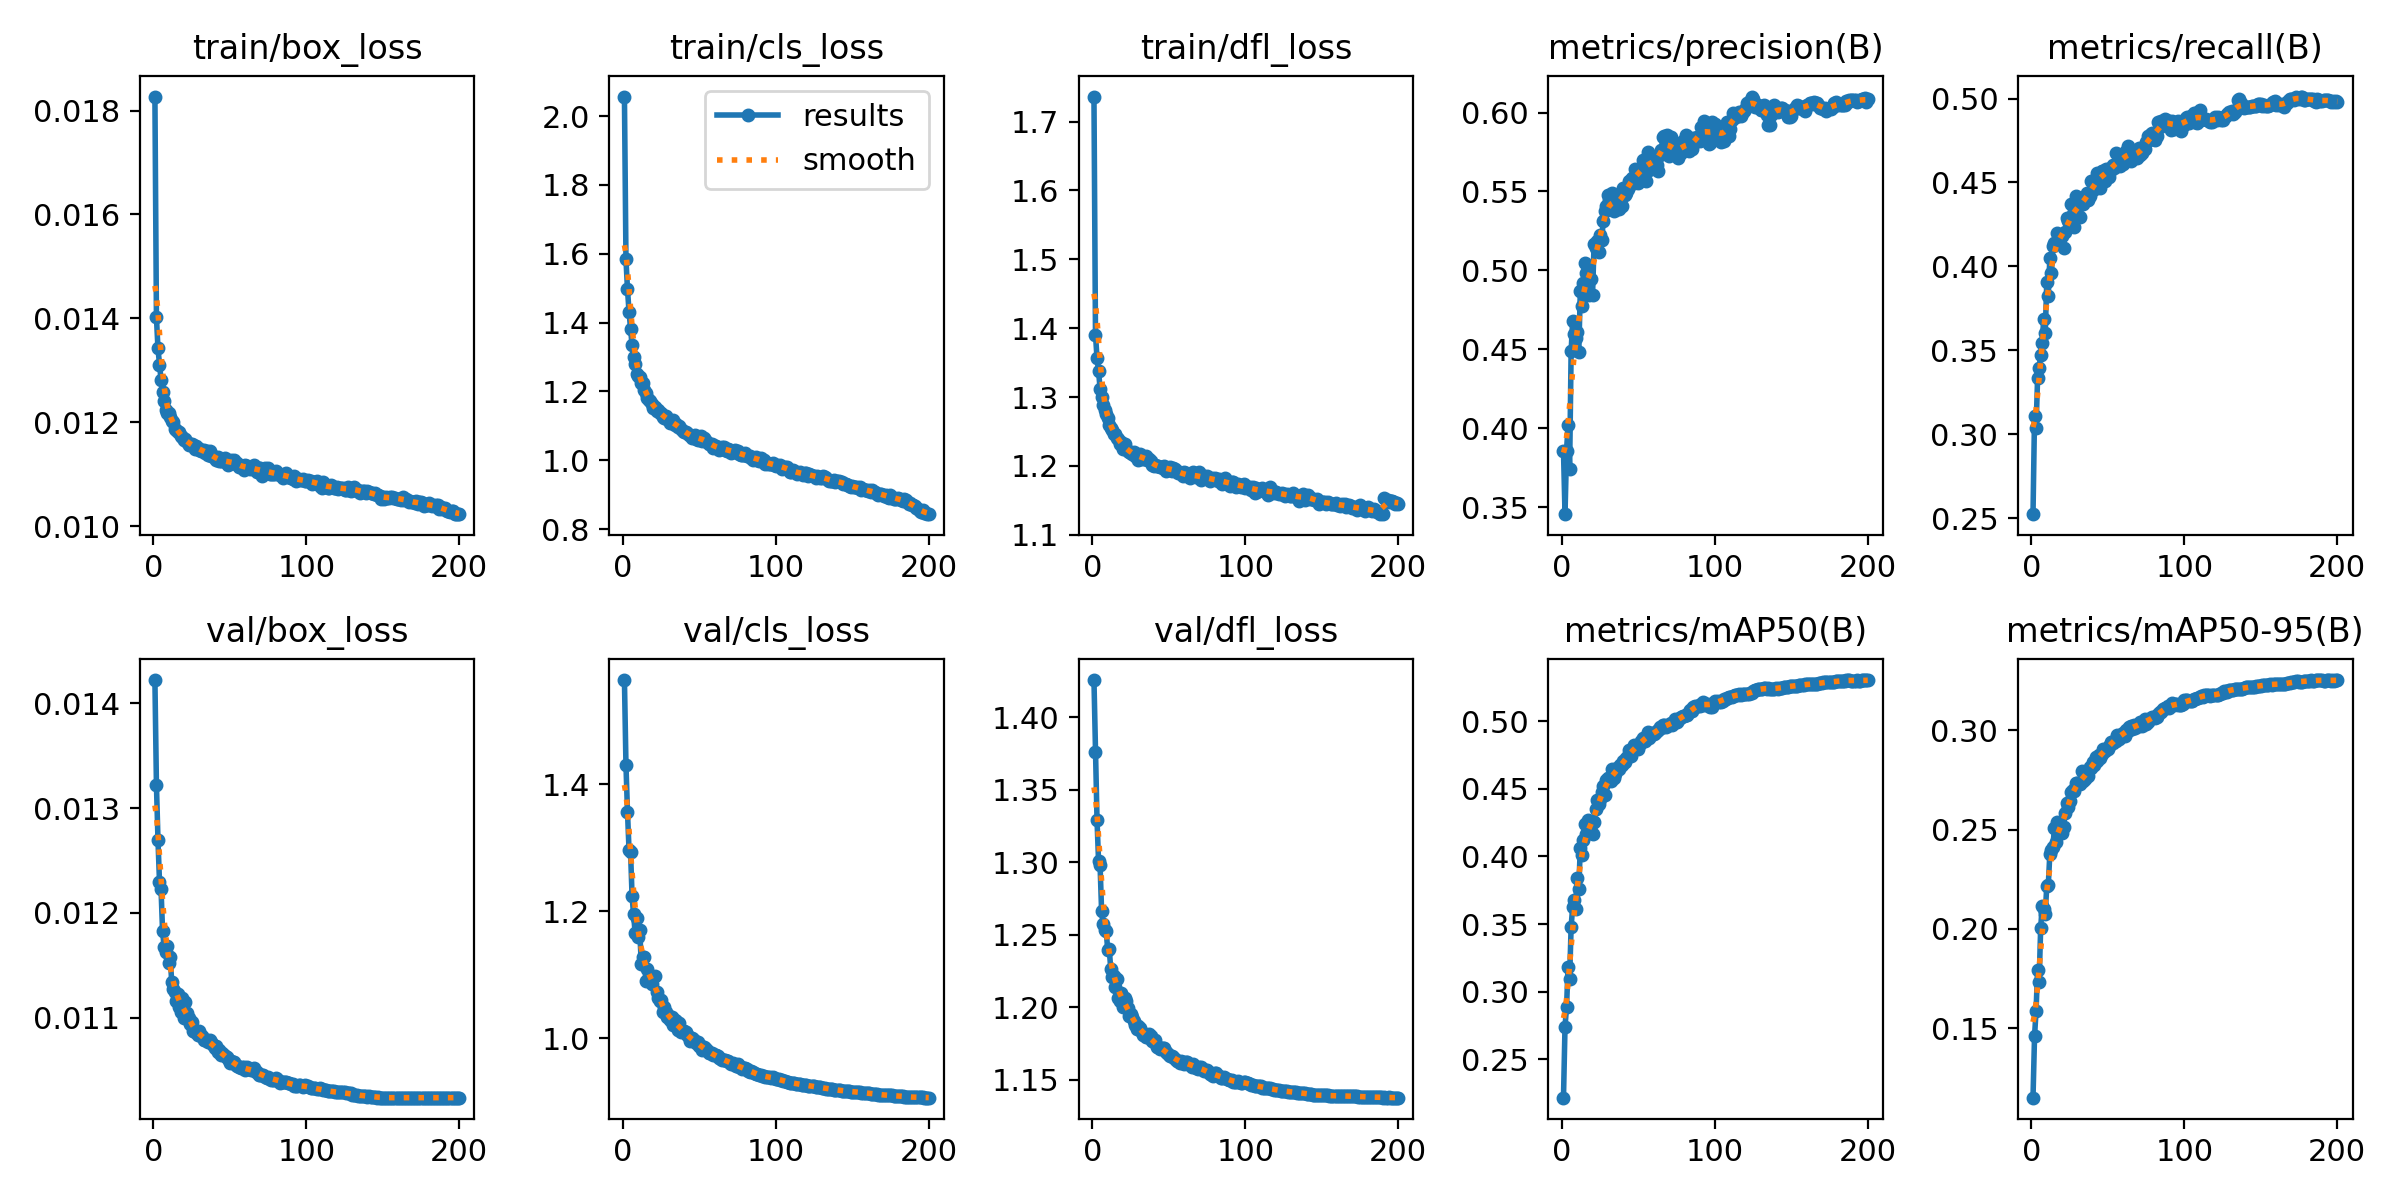 train/box_loss
0.018
0.016
0.014
0.012
0.010
0 100 200
train/cls_loss
results
smooth
2.0
1.8
1.6
1.4
1.2
1.0
0.8
0 100 200
train/dfl_loss
1.7
1.6
1.5
1.4
1.3
1.2
1.1
0 100 200
metrics/precision(B)
0.60
0.55
0.50
0.45
0.40
0.35
0 100 200
metrics/recall(B)
0.50
0.45
0.40
0.35
0.30
0.25
0 100 200
val/box_loss
0.014
0.013
0.012
0.011
0 100 200
val/cls_loss
1.4
1.2
1.0
0 100 200
val/dfl_loss
1.40
1.35
1.30
1.25
1.20
1.15
0 100 200
metrics/mAP50(B)
0.50
0.45
0.40
0.35
0.30
0.25
0 100 200
metrics/mAP50-95(B)
0.30
0.25
0.20
0.15
0 100 200